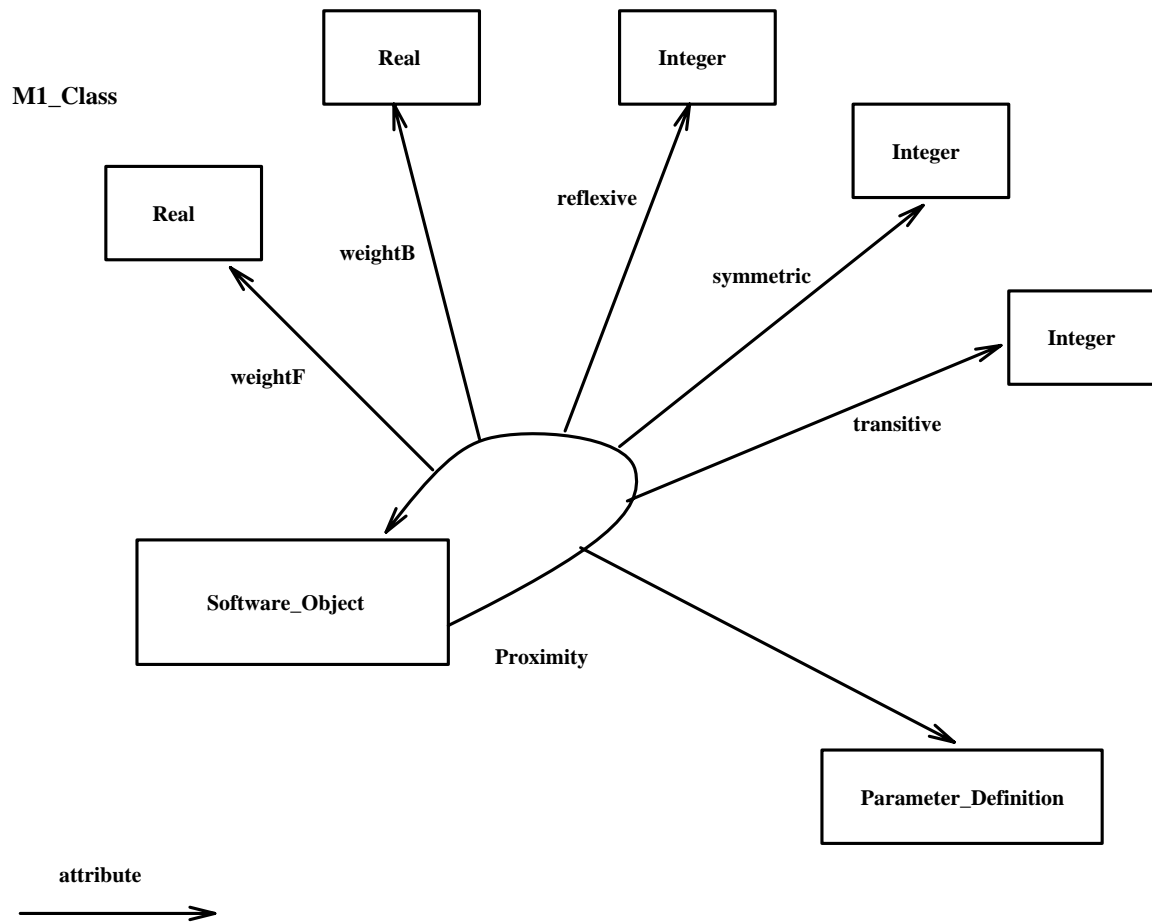 Real
Integer
M1_Class
Integer
Real
reflexive
weightB
symmetric
Integer
weightF
transitive
Software_Object
Proximity
Parameter_Definition
attribute